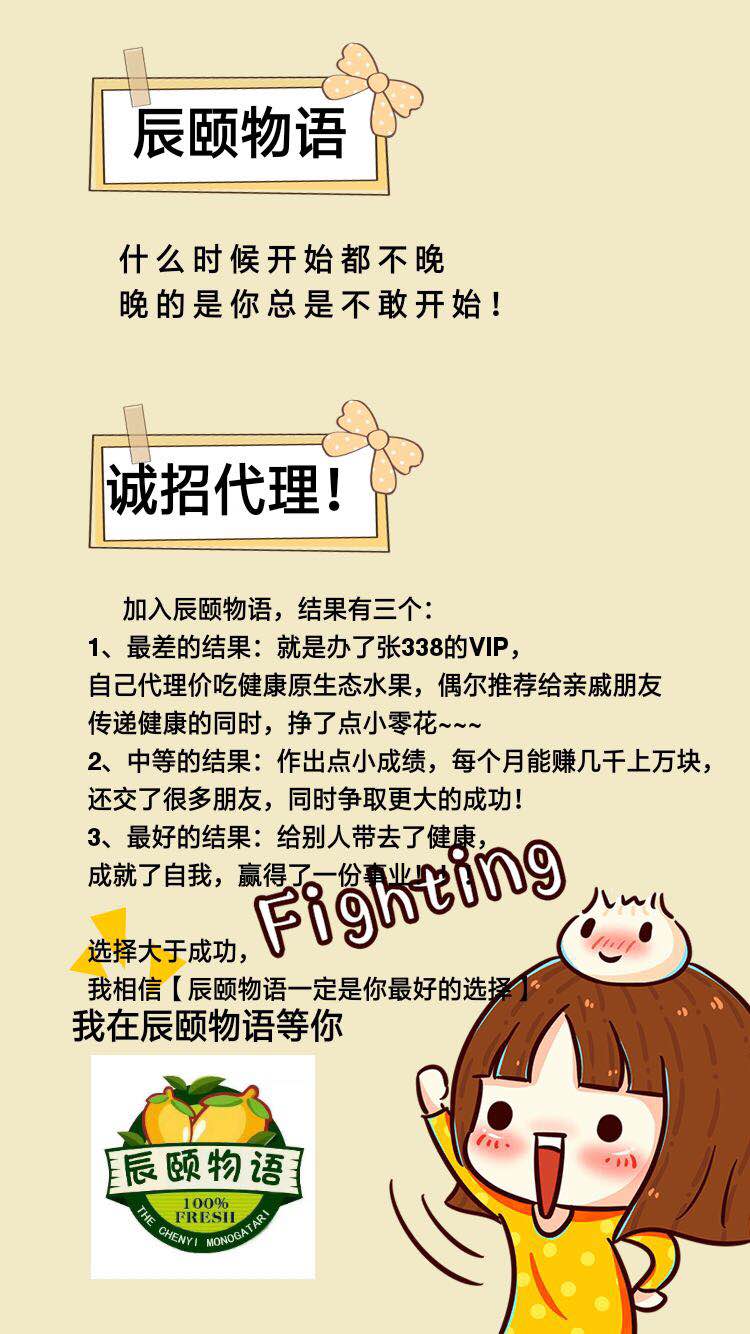 辰颐物语
什么时候开始都不晚
晚的是你总是不敢开始！
诚招代理！
加入辰颐物语，结果有三个：
1、最差的结果：就是办了张338的VIP，
自己代理价吃健康原生态水果，偶尔推荐给亲戚朋友
传递健康的同时，挣了点小零花~~~
2、中等的结果：作出点小成绩，每个月能赚几千上万块，
还交了很多朋友，同时争取更大的成功！
3、最好的结果：给别人带去了健康，
成就了自我，赢得了一份事业！！！
Fighting
选择大于成功，
我相信【辰颐物语一定是你最好的选择】
我在辰颐物语等你
辰颐物语
100%
FRESH
THE CHENYI MONOGATARI